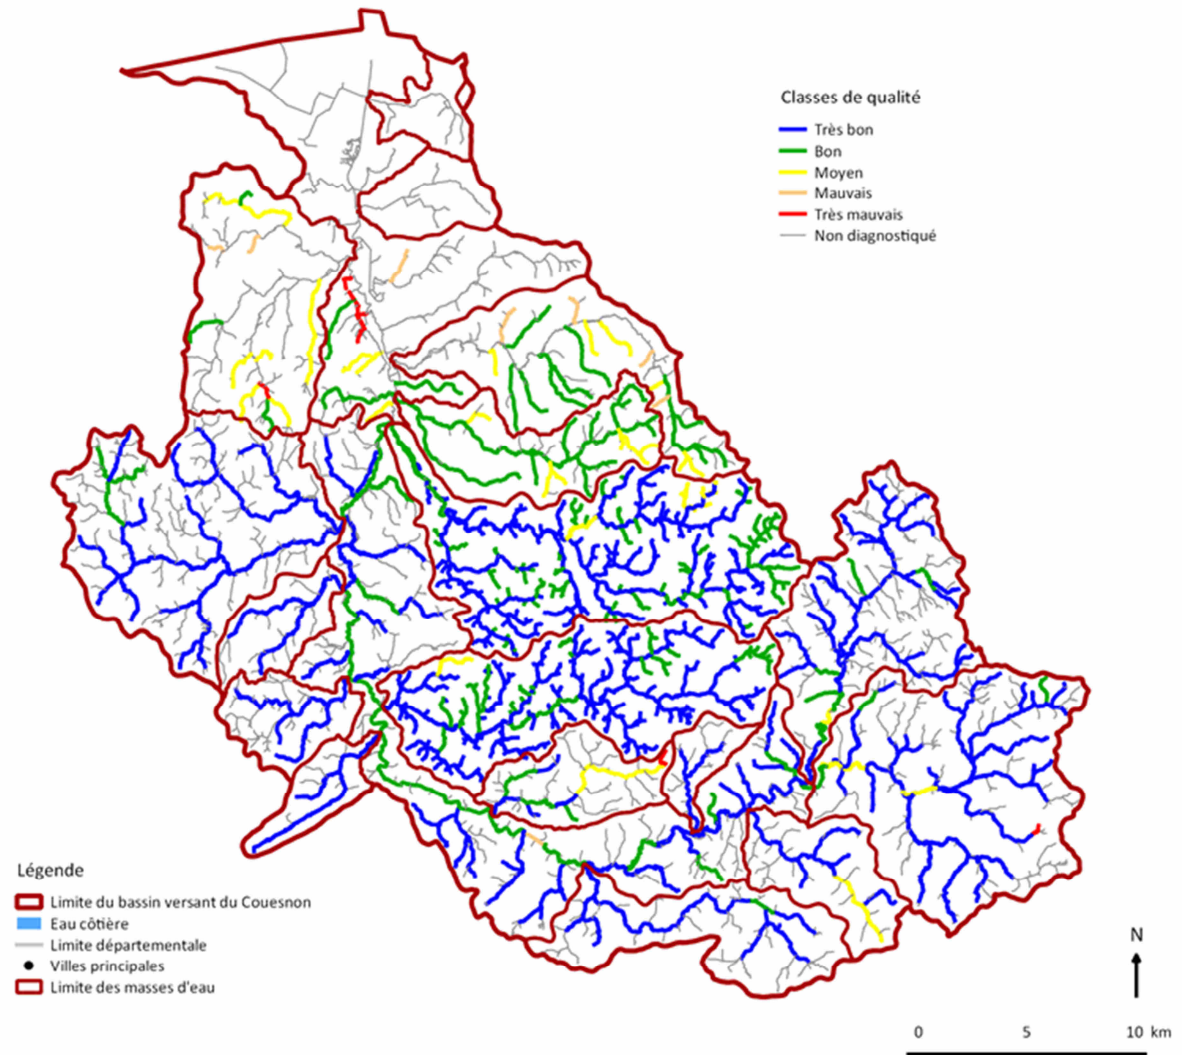 Classes de qualité
Très bon
Bon
Moyen
Mauvais
Très mauvais
Non diagnostiqué
Légende
Limite du bassin versant du Couesnon
Eau côtière
Limite départementale
Villes principales
Limite des masses d'eau
N
0 5 10 km